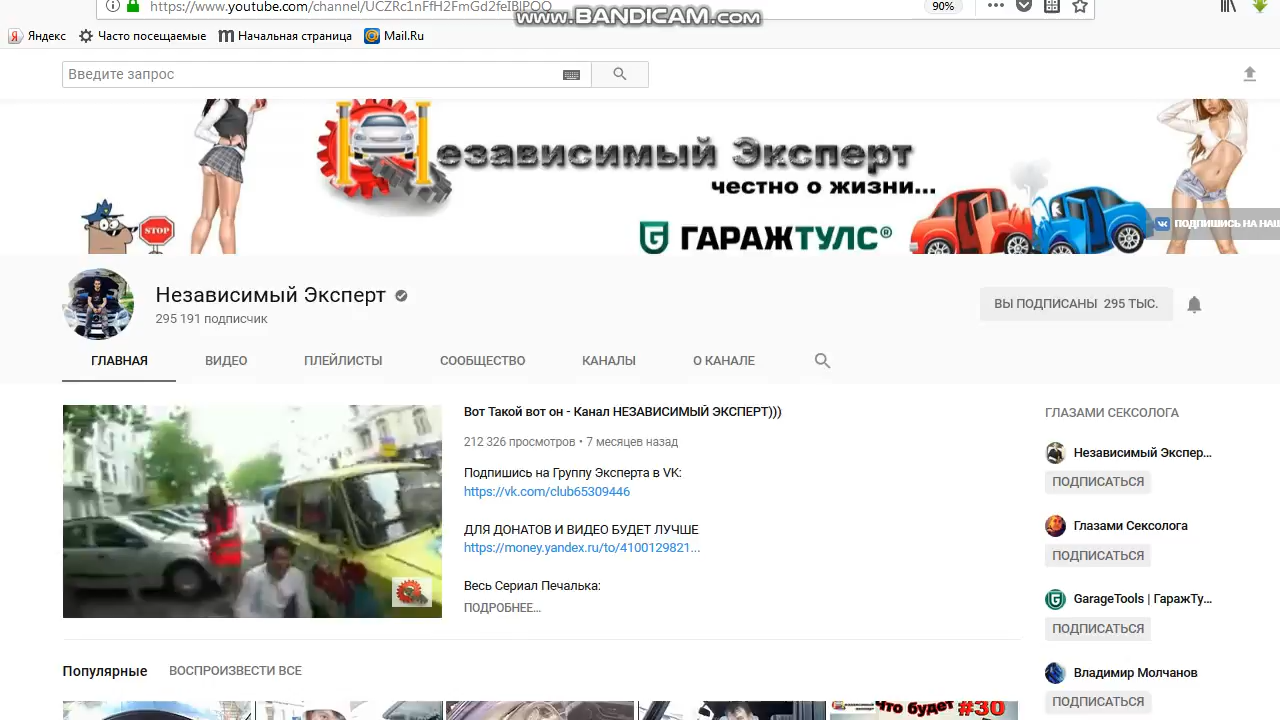 https://www.youtube.com/channel/UCZRc1nFfH2FmGd2feIBlPOQ
www.BANDICAM.com
90%
Яндекс
Часто посещаемые
Начальная страница
Mail.Ru
Введите запрос
езависимый Эксперт
честно о жизни...
STOP
ГАРАЖТУЛС®
ПОДПИШИСЬ НА НАШ
Независимый Эксперт
295 191 подписчик
ВЫ ПОДПИСАНЫ 295 ТЫС.
ГЛАВНАЯ
ВИДЕО
ПЛЕЙЛИСТЫ
СООБЩЕСТВО
КАНАЛЫ
О КАНАЛЕ
Вот Такой вот он - Канал НЕЗАВИСИМЫЙ ЭКСПЕРТ)))
212 326 просмотров • 7 месяцев назад
Подпишись на Группу Эксперта в VK:
https://vk.com/club65309446
ДЛЯ ДОНАТОВ И ВИДЕО БУДЕТ ЛУЧШЕ
https://money.yandex.ru/to/4100129821...
Весь Сериал Печалька:
ПОДРОБНЕЕ...
ГЛАЗАМИ СЕКСОЛОГА
Независимый Экспер...
ПОДПИСАТЬСЯ
Глазами Сексолога
ПОДПИСАТЬСЯ
GarageTools | ГаражТу...
ПОДПИСАТЬСЯ
Владимир Молчанов
ПОДПИСАТЬСЯ
Популярные
ВОСПРОИЗВЕСТИ ВСЕ
Что будет #30